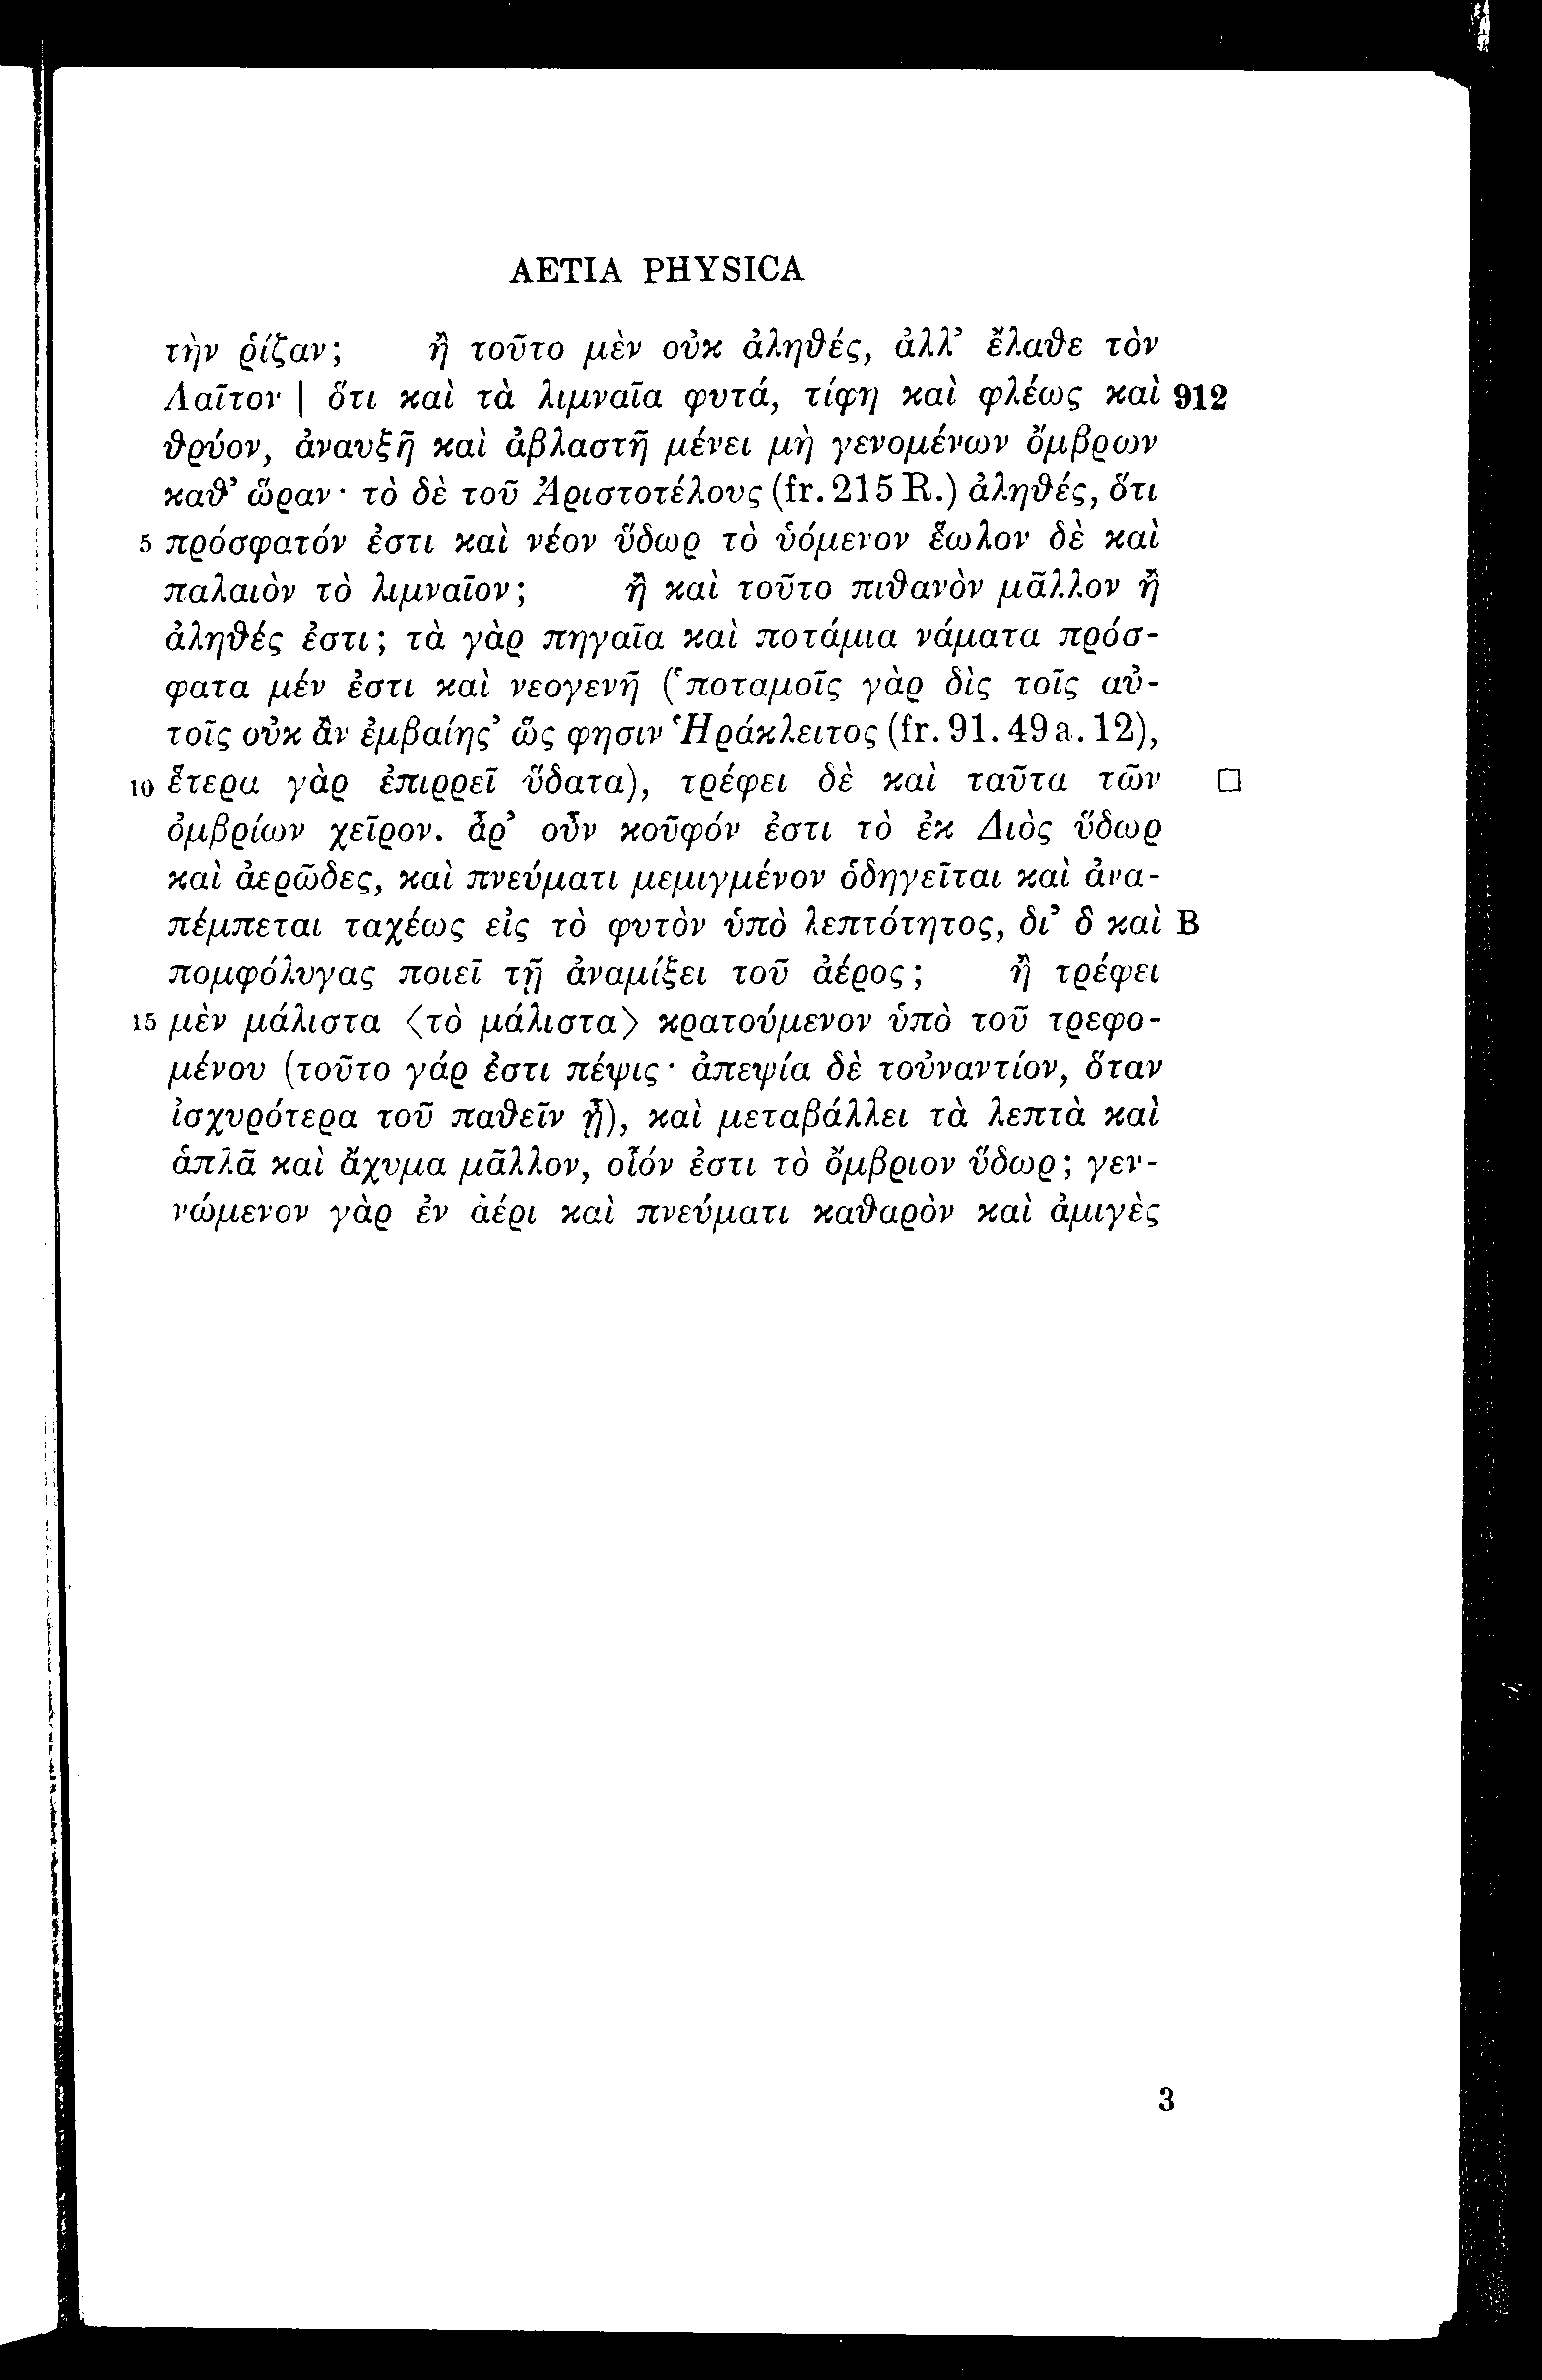 AETIA PHYSICA
τὴν ῥίζαν; ἢ τοῦτο μὲν οὐκ ἀληθές, ἀλλ’ ἔλαθε τὸν
Λαῖτον | ὅτι καὶ τὰ λιμναῖα φυτά, τίφη καὶ φλέως καὶ 912
θρύον, ἀναυξῆ καὶ ἀβλαστῆ μένει μὴ γενομένων ὄμβρων
καθ’ ὥραν· τὸ δὲ τοῦ Ἀριστοτέλους (fr. 215 R.) ἀληθές, ὅτι
5 πρόσφατόν ἐστι καὶ νέον ὕδωρ τὸ ὑόμενον ἕωλον δὲ καὶ
παλαιὸν τὸ λιμναῖον; ἢ καὶ τοῦτο πιθανὸν μᾶλλον ἢ
ἀληθές ἐστι; τὰ γὰρ πηγαῖα καὶ ποτάμια νάματα πρόσ-
φατα μέν ἐστι καὶ νεογενῆ (‘ποταμοῖς γὰρ δὶς τοῖς αὐ-
τοῖς οὐκ ἂν ἐμβαίης’ ὥς φησιν Ἡράκλειτος (fr. 91. 49 a. 12),
10 ἕτερα γὰρ ἐπιρρεῖ ὕδατα), τρέφει δὲ καὶ ταῦτα τῶν □
ὀμβρίων χεῖρον. ἆρ’ οὖν κοῦφόν ἐστι τὸ ἐκ Διὸς ὕδωρ
καὶ ἀερῶδες, καὶ πνεύματι μεμιγμένον ὁδηγεῖται καὶ ἀνα-
πέμπεται ταχέως εἰς τὸ φυτὸν ὑπὸ λεπτότητος, δι’ ὃ καὶ B
πομφόλυγας ποιεῖ τῇ ἀναμίξει τοῦ ἀέρος; ἢ τρέφει
15 μὲν μάλιστα ⟨τὸ μάλιστα⟩ κρατούμενον ὑπὸ τοῦ τρεφο-
μένου (τοῦτο γάρ ἐστι πέψις· ἀπεψία δὲ τοὐναντίον, ὅταν
ἰσχυρότερα τοῦ παθεῖν ᾖ), καὶ μεταβάλλει τὰ λεπτὰ καὶ
ἁπλᾶ καὶ ἄχυμα μᾶλλον, οἷόν ἐστι τὸ ὄμβριον ὕδωρ; γεν-
νώμενον γὰρ ἐν ἀέρι καὶ πνεύματι καθαρὸν καὶ ἀμιγὲς
3